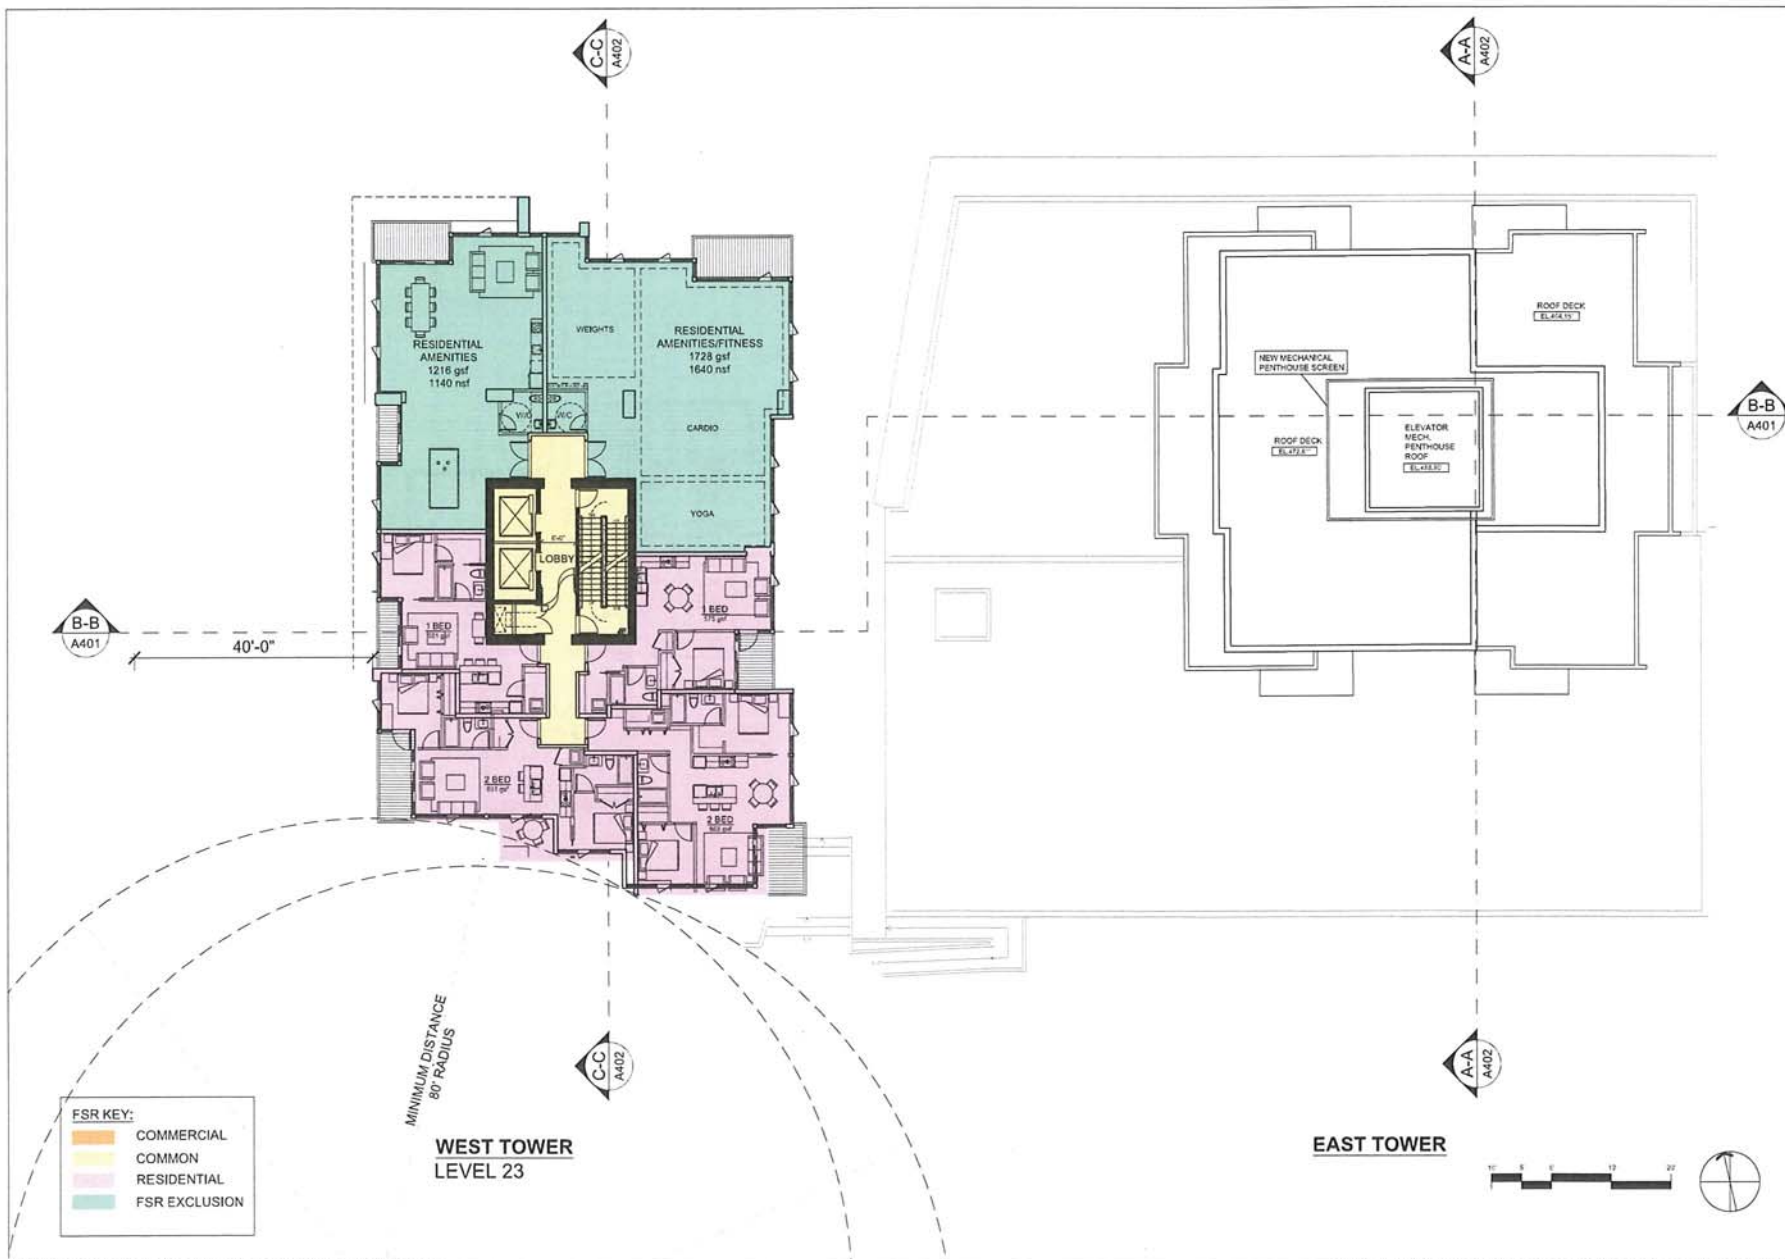 C-C
A402
A-A
A402
WEIGHTS
RESIDENTIAL
AMENITIES
1216 gsf
1140 nsf
RESIDENTIAL
AMENITIES/FITNESS
1728 gsf
1640 nsf
W/C
W/C
CARDIO
YOGA
LOBBY
ROOF DECK
NEW MECHANICAL
PENTHOUSE SCREEN
ELEVATOR
MECH.
PENTHOUSE
ROOF
ROOF DECK
B-B
A401
B-B
A401
40'-0"
1 BED
1 BED
575 gsf
2 BED
2 BED
MINIMUM DISTANCE
80' RADIUS
C-C
A402
A-A
A402
FSR KEY:
COMMERCIAL
COMMON
RESIDENTIAL
FSR EXCLUSION
WEST TOWER
LEVEL 23
EAST TOWER